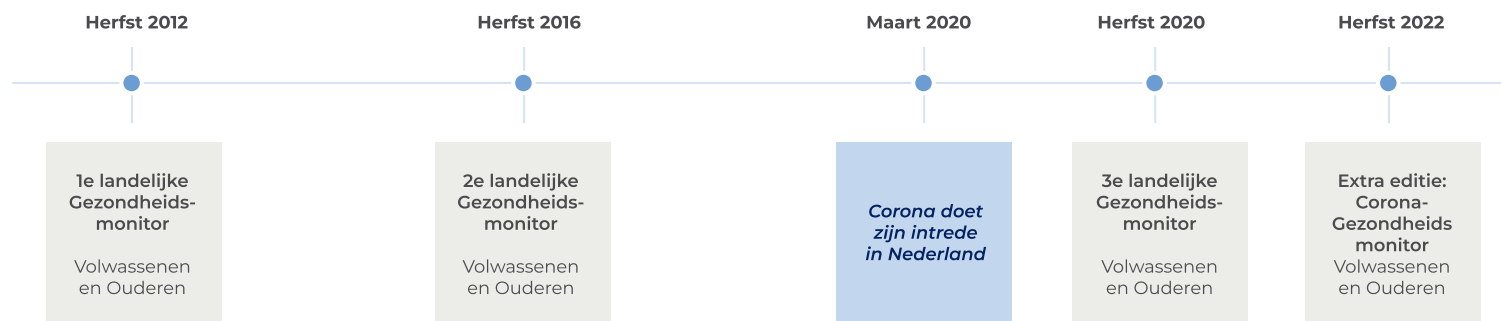 Herfst 2012
Herfst 2016
Maart 2020
Herfst 2020
Herfst 2022
1e landelijke
Gezondheids-
monitor
Volwassenen
en Ouderen
2e landelijke
Gezondheids-
monitor
Volwassenen
en Ouderen
Corona doet
zijn intrede
in Nederland
3e landelijke
Gezondheids-
monitor
Volwassenen
en Ouderen
Extra editie:
Corona-
Gezondheids
monitor
Volwassenen
en Ouderen